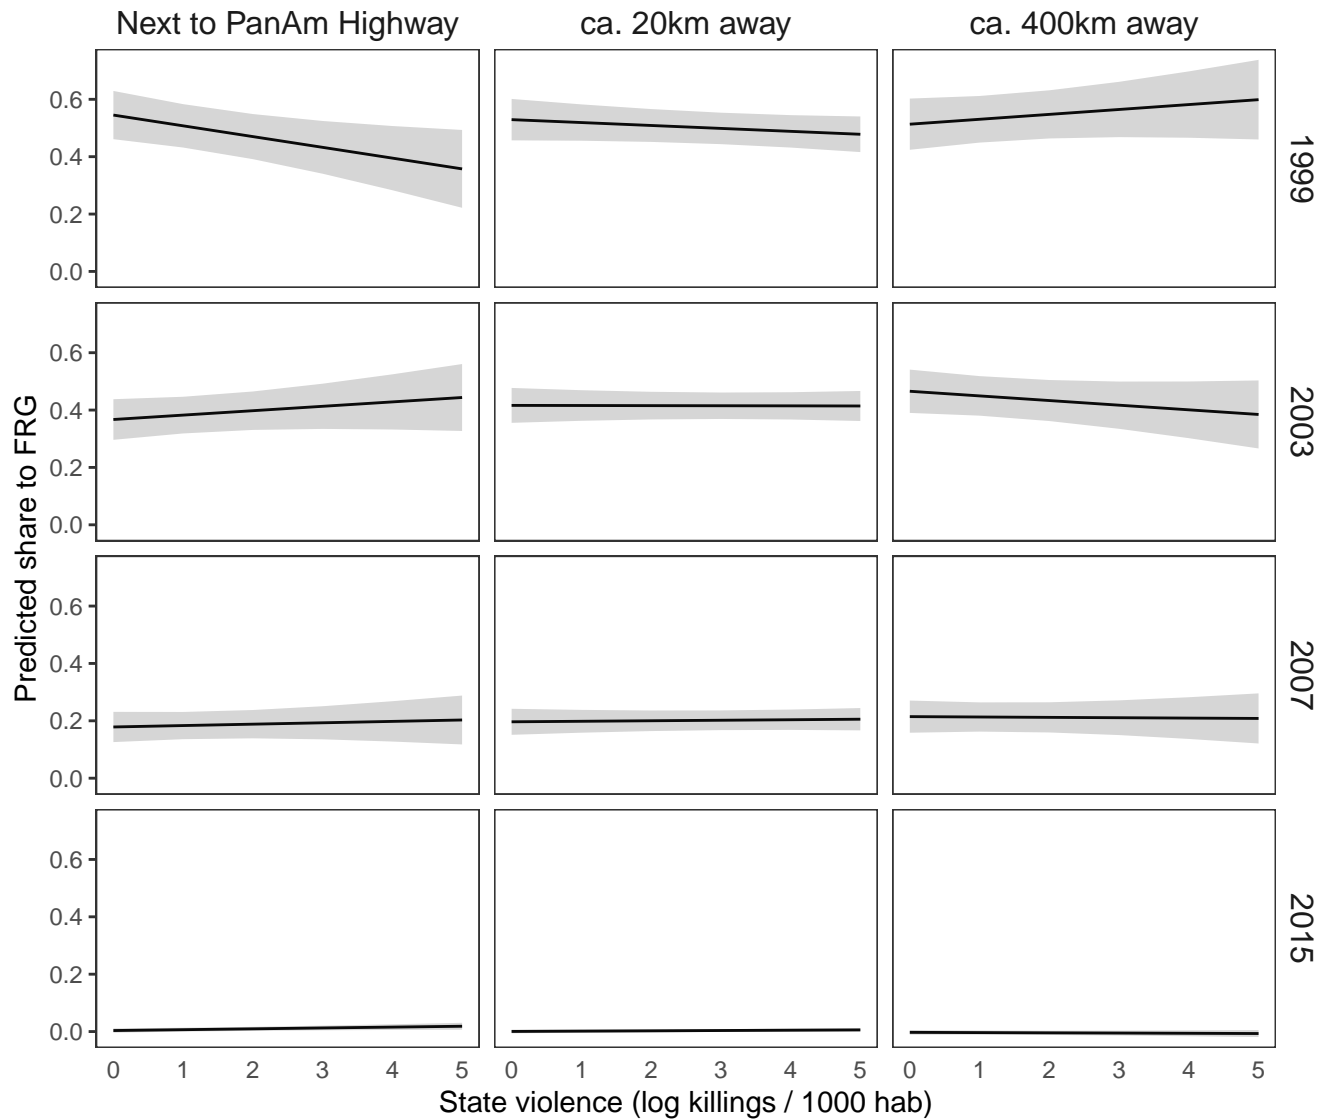 Next to PanAm Highway
ca. 20km away
ca. 400km away
Predicted share to FRG
0.6
0.4
0.2
0.0
1999
0.6
0.4
0.2
0.0
2003
0.6
0.4
0.2
0.0
2007
0.6
0.4
0.2
0.0
2015
0 1 2 3 4 5
0 1 2 3 4 5
0 1 2 3 4 5
State violence (log killings / 1000 hab)